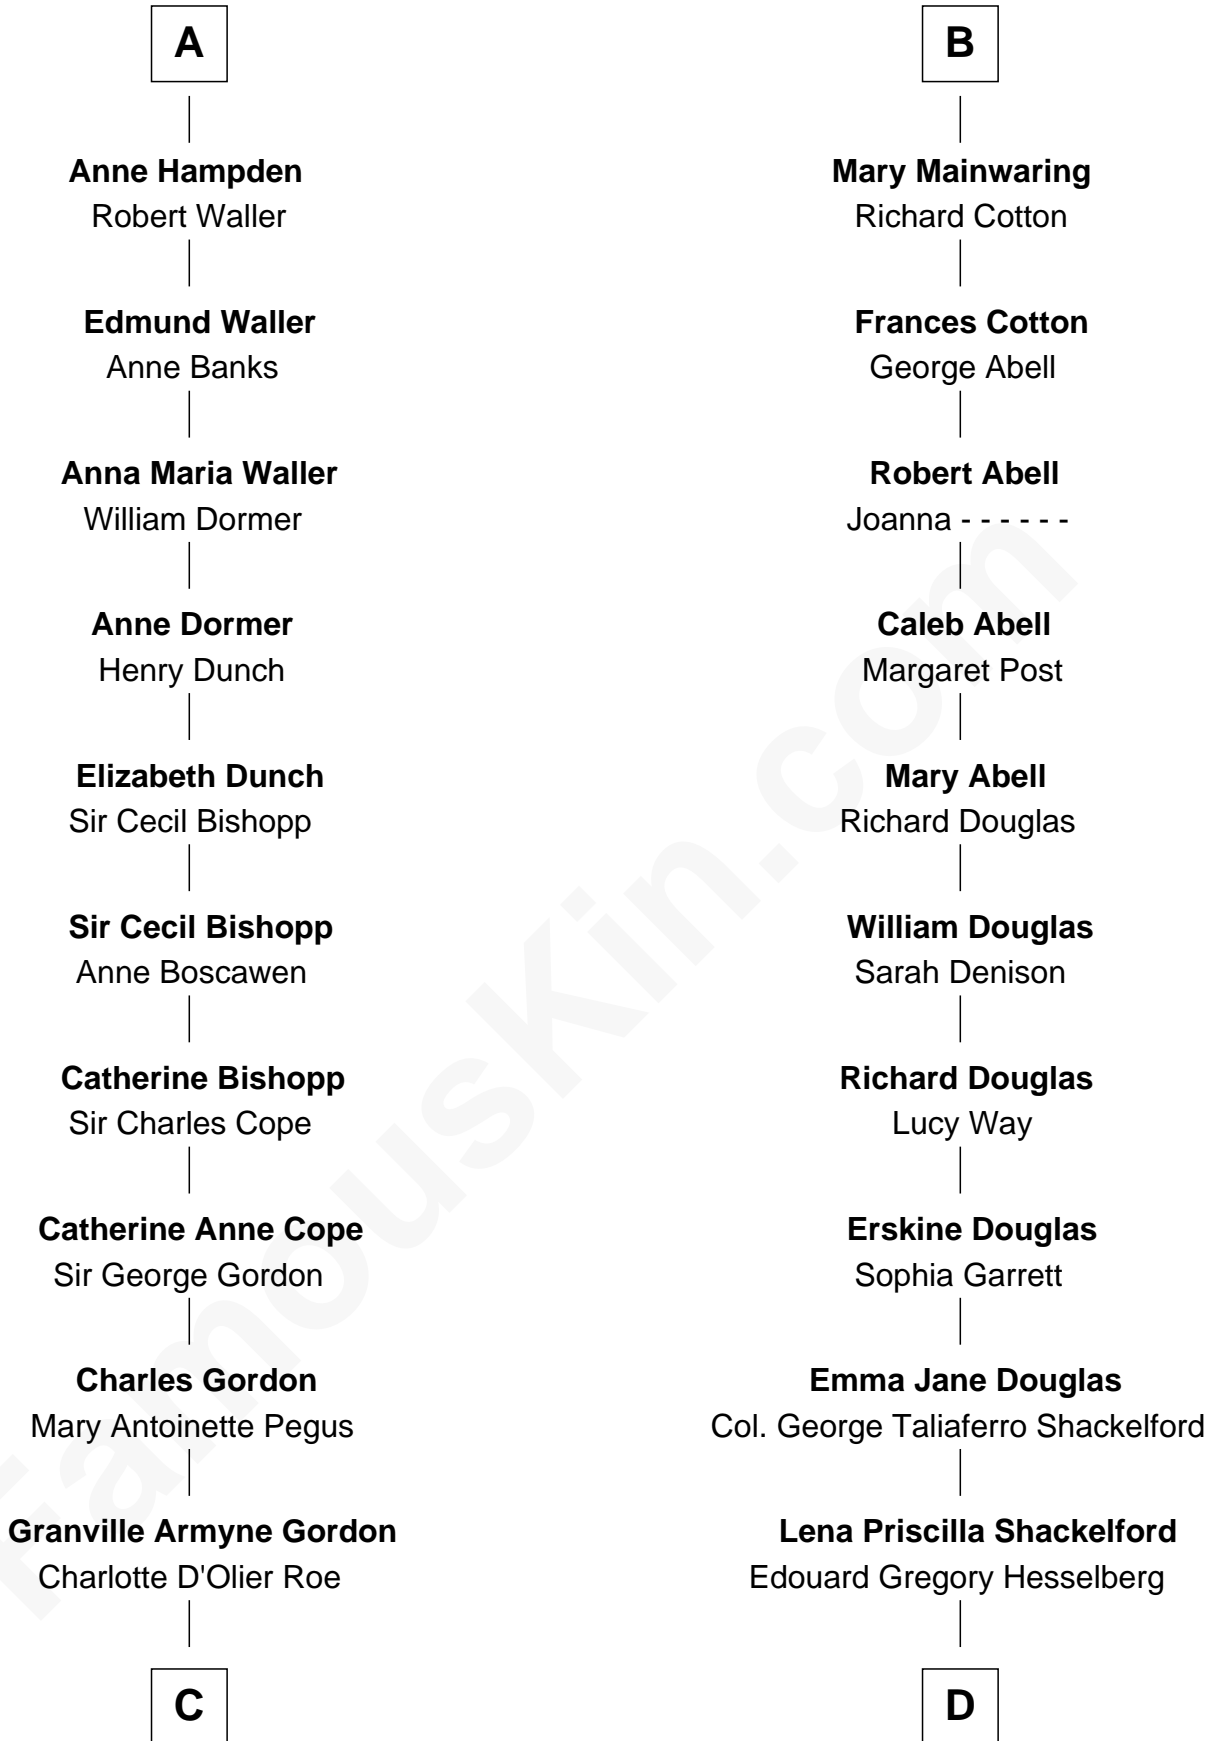 A
Anne Hampden
Robert Waller
Edmund Waller
Anne Banks
Anna Maria Waller
William Dormer
Anne Dormer
Henry Dunch
Elizabeth Dunch
Sir Cecil Bishopp
Sir Cecil Bishopp
Anne Boscawen
Catherine Bishopp
Sir Charles Cope
Catherine Anne Cope
Sir George Gordon
Charles Gordon
Mary Antoinette Pegus
Granville Armyne Gordon
Charlotte D'Olier Roe
C
B
Mary Mainwaring
Richard Cotton
Frances Cotton
George Abell
Robert Abell
Joanna - - - - - -
Caleb Abell
Margaret Post
Mary Abell
Richard Douglas
William Douglas
Sarah Denison
Richard Douglas
Lucy Way
Erskine Douglas
Sophia Garrett
Emma Jane Douglas
Col. George Taliaferro Shackelford
Lena Priscilla Shackelford
Edouard Gregory Hesselberg
D
FamousKin.com